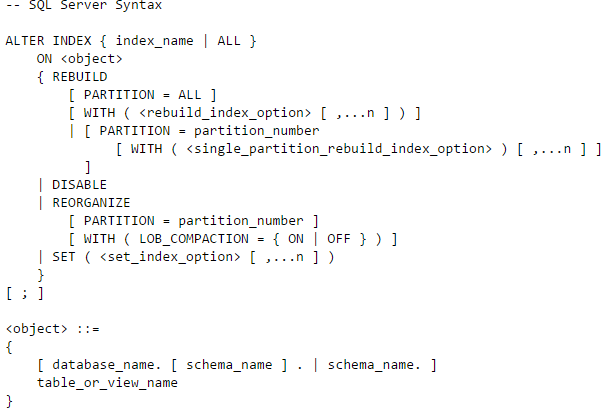 -- SQL Server Syntax

ALTER INDEX { index_name | ALL }
    ON <object>
    { REBUILD
        [ PARTITION = ALL ]
        [ WITH ( <rebuild_index_option> [ ,...n ] ) ]
        | [ PARTITION = partition_number
              [ WITH ( <single_partition_rebuild_index_option> ) [ ,...n ] ]
          ]
    | DISABLE
    | REORGANIZE
        [ PARTITION = partition_number ]
        [ WITH ( LOB_COMPACTION = { ON | OFF } ) ]
    | SET ( <set_index_option> [ ,...n ] )
    }
[ ; ]

<object> ::=
{
    [ database_name. [ schema_name ] . | schema_name. ]
    table_or_view_name
}